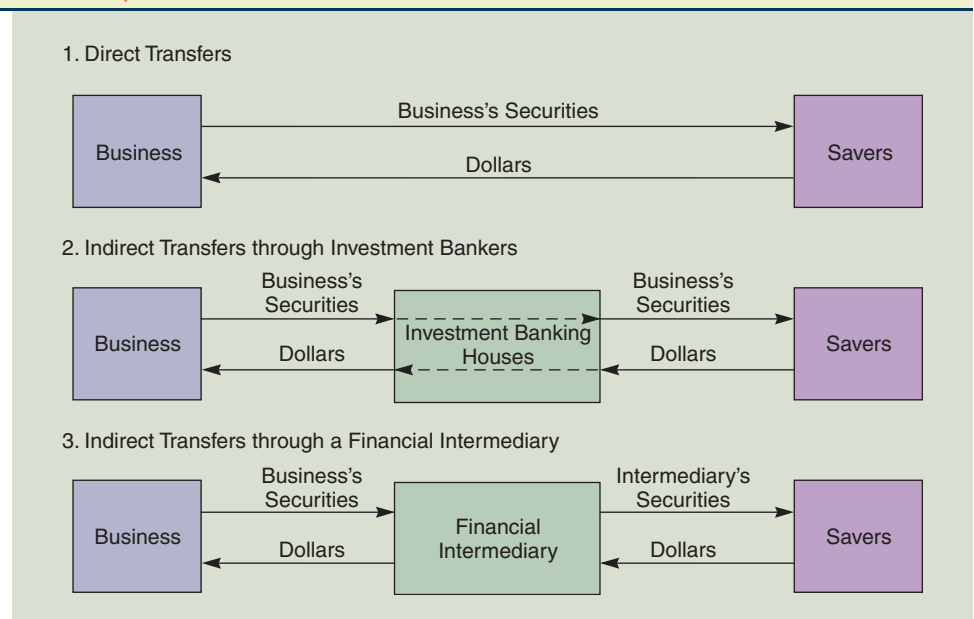 1. Direct Transfers
Business's Securities
Business
Savers
Dollars
2. Indirect Transfers through Investment Bankers
Business's
Securities
Business's
Securities
Business
Investment Banking
Houses
Savers
Dollars
Dollars
3. Indirect Transfers through a Financial Intermediary
Business's
Securities
Intermediary's
Securities
Business
Financial
Intermediary
Savers
Dollars
Dollars